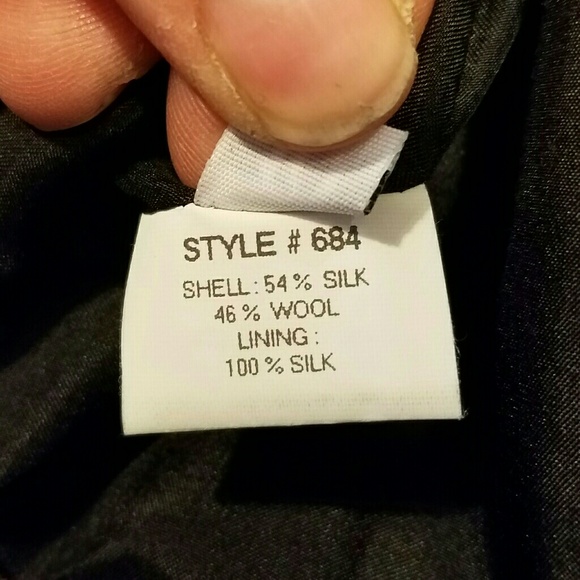 STYLE # 684
SHELL: 54% SILK
46% WOOL
LINING:
100% SILK